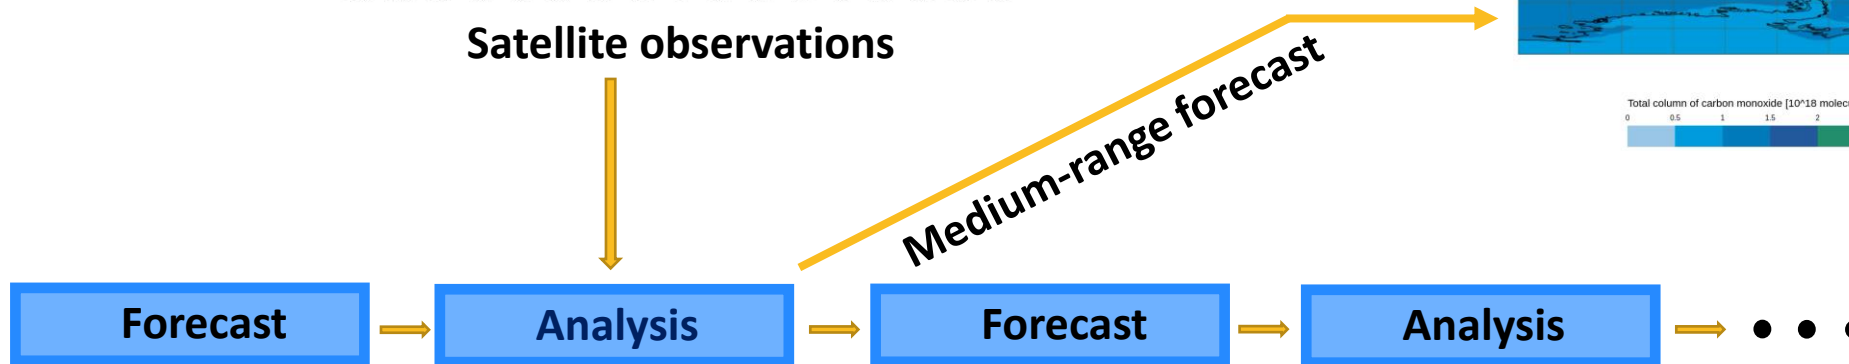 Satellite observations
Medium-range forecast
Total column of carbon monoxide [10^18
0 0.5 1 1.5 2
Forecast
Analysis
Forecast
Analysis